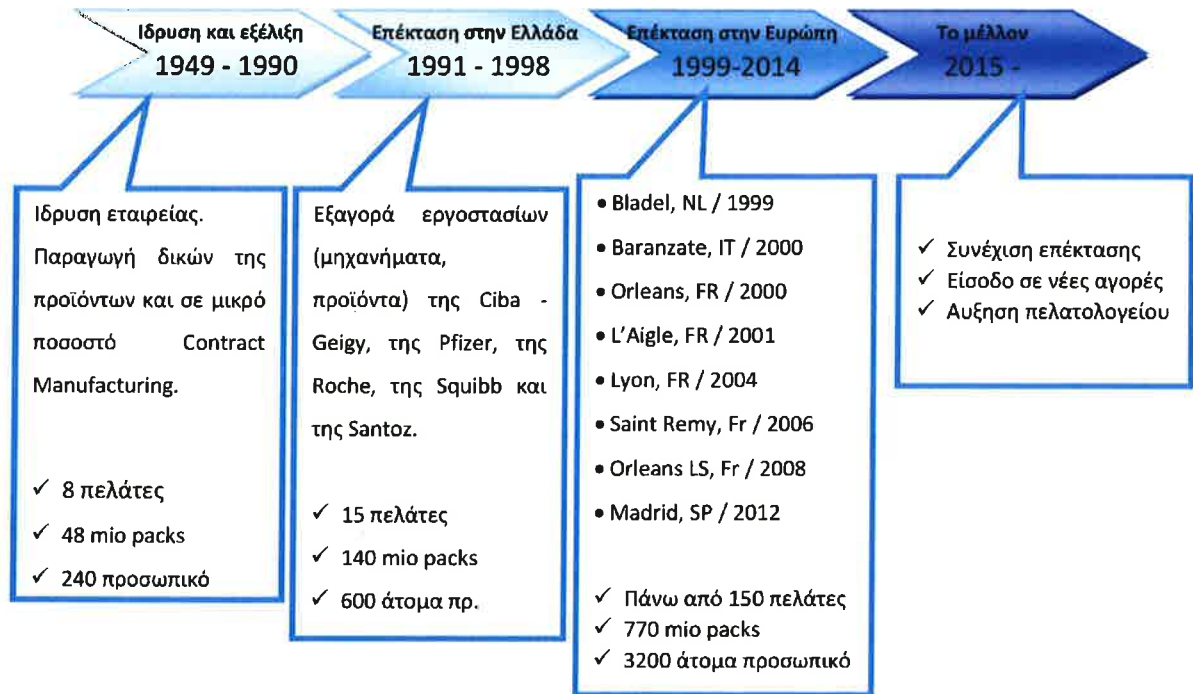 Ιδρυση και εξέλιξη
1949 - 1990
Επέκταση στην Ελλάδα
1991 - 1998
Επέκταση στην Ευρώπη
1999-2014
Το μέλλον
2015 -
Ιδρυση εταιρείας.
Παραγωγή δικών της
προϊόντων και σε μικρό
ποσοστό Contract
Manufacturing.
✓ 8 πελάτες
✓ 48 mio packs
✓ 240 προσωπικό
Εξαγορά εργοστασίων
(μηχανήματα,
προϊόντα) της Ciba -
Geigy, της Pfizer, της
Roche, της Squibb και
της Santoz.
✓ 15 πελάτες
✓ 140 mio packs
✓ 600 άτομα πρ.
• Bladel, NL / 1999
• Baranzate, IT / 2000
• Orleans, FR / 2000
• L'Aigle, FR / 2001
• Lyon, FR / 2004
• Saint Remy, Fr / 2006
• Orleans LS, Fr / 2008
• Madrid, SP / 2012
✓ Πάνω από 150 πελάτες
✓ 770 mio packs
✓ 3200 άτομα προσωπικό
✓ Συνέχιση επέκτασης
✓ Είσοδο σε νέες αγορές
✓ Αυξηση πελατολογείου